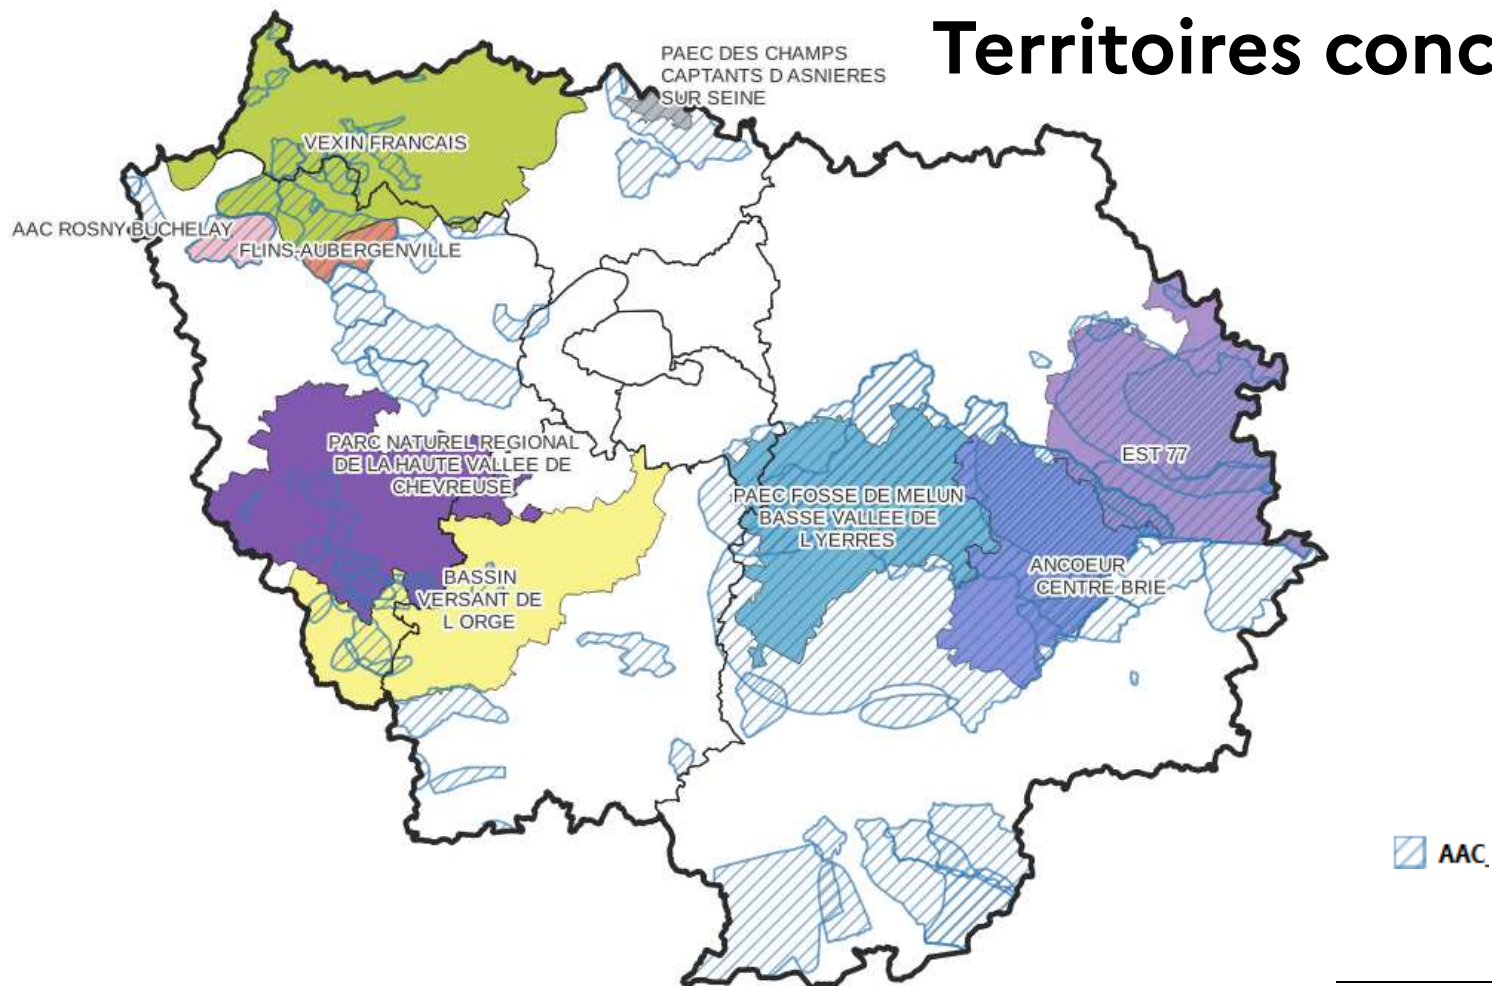 Territoires conc
PAEC DES CHAMPS
CAPTANTS D ASNIERES
SUR SEINE
VEXIN FRANCAIS
AAC ROSNY BUCHELAY
FLINS-AUBERGENVILLE
PARC NATUREL REGIONAL
DE LA HAUTE VALLEE DE
CHEVREUSE
EST 77
PAEC FOSSE DE MELUN
BASSE VALLEE DE
L YERRES
ANCOEUR
CENTRE BRIE
BASSIN
VERSANT DE
L ORGE
AAC_